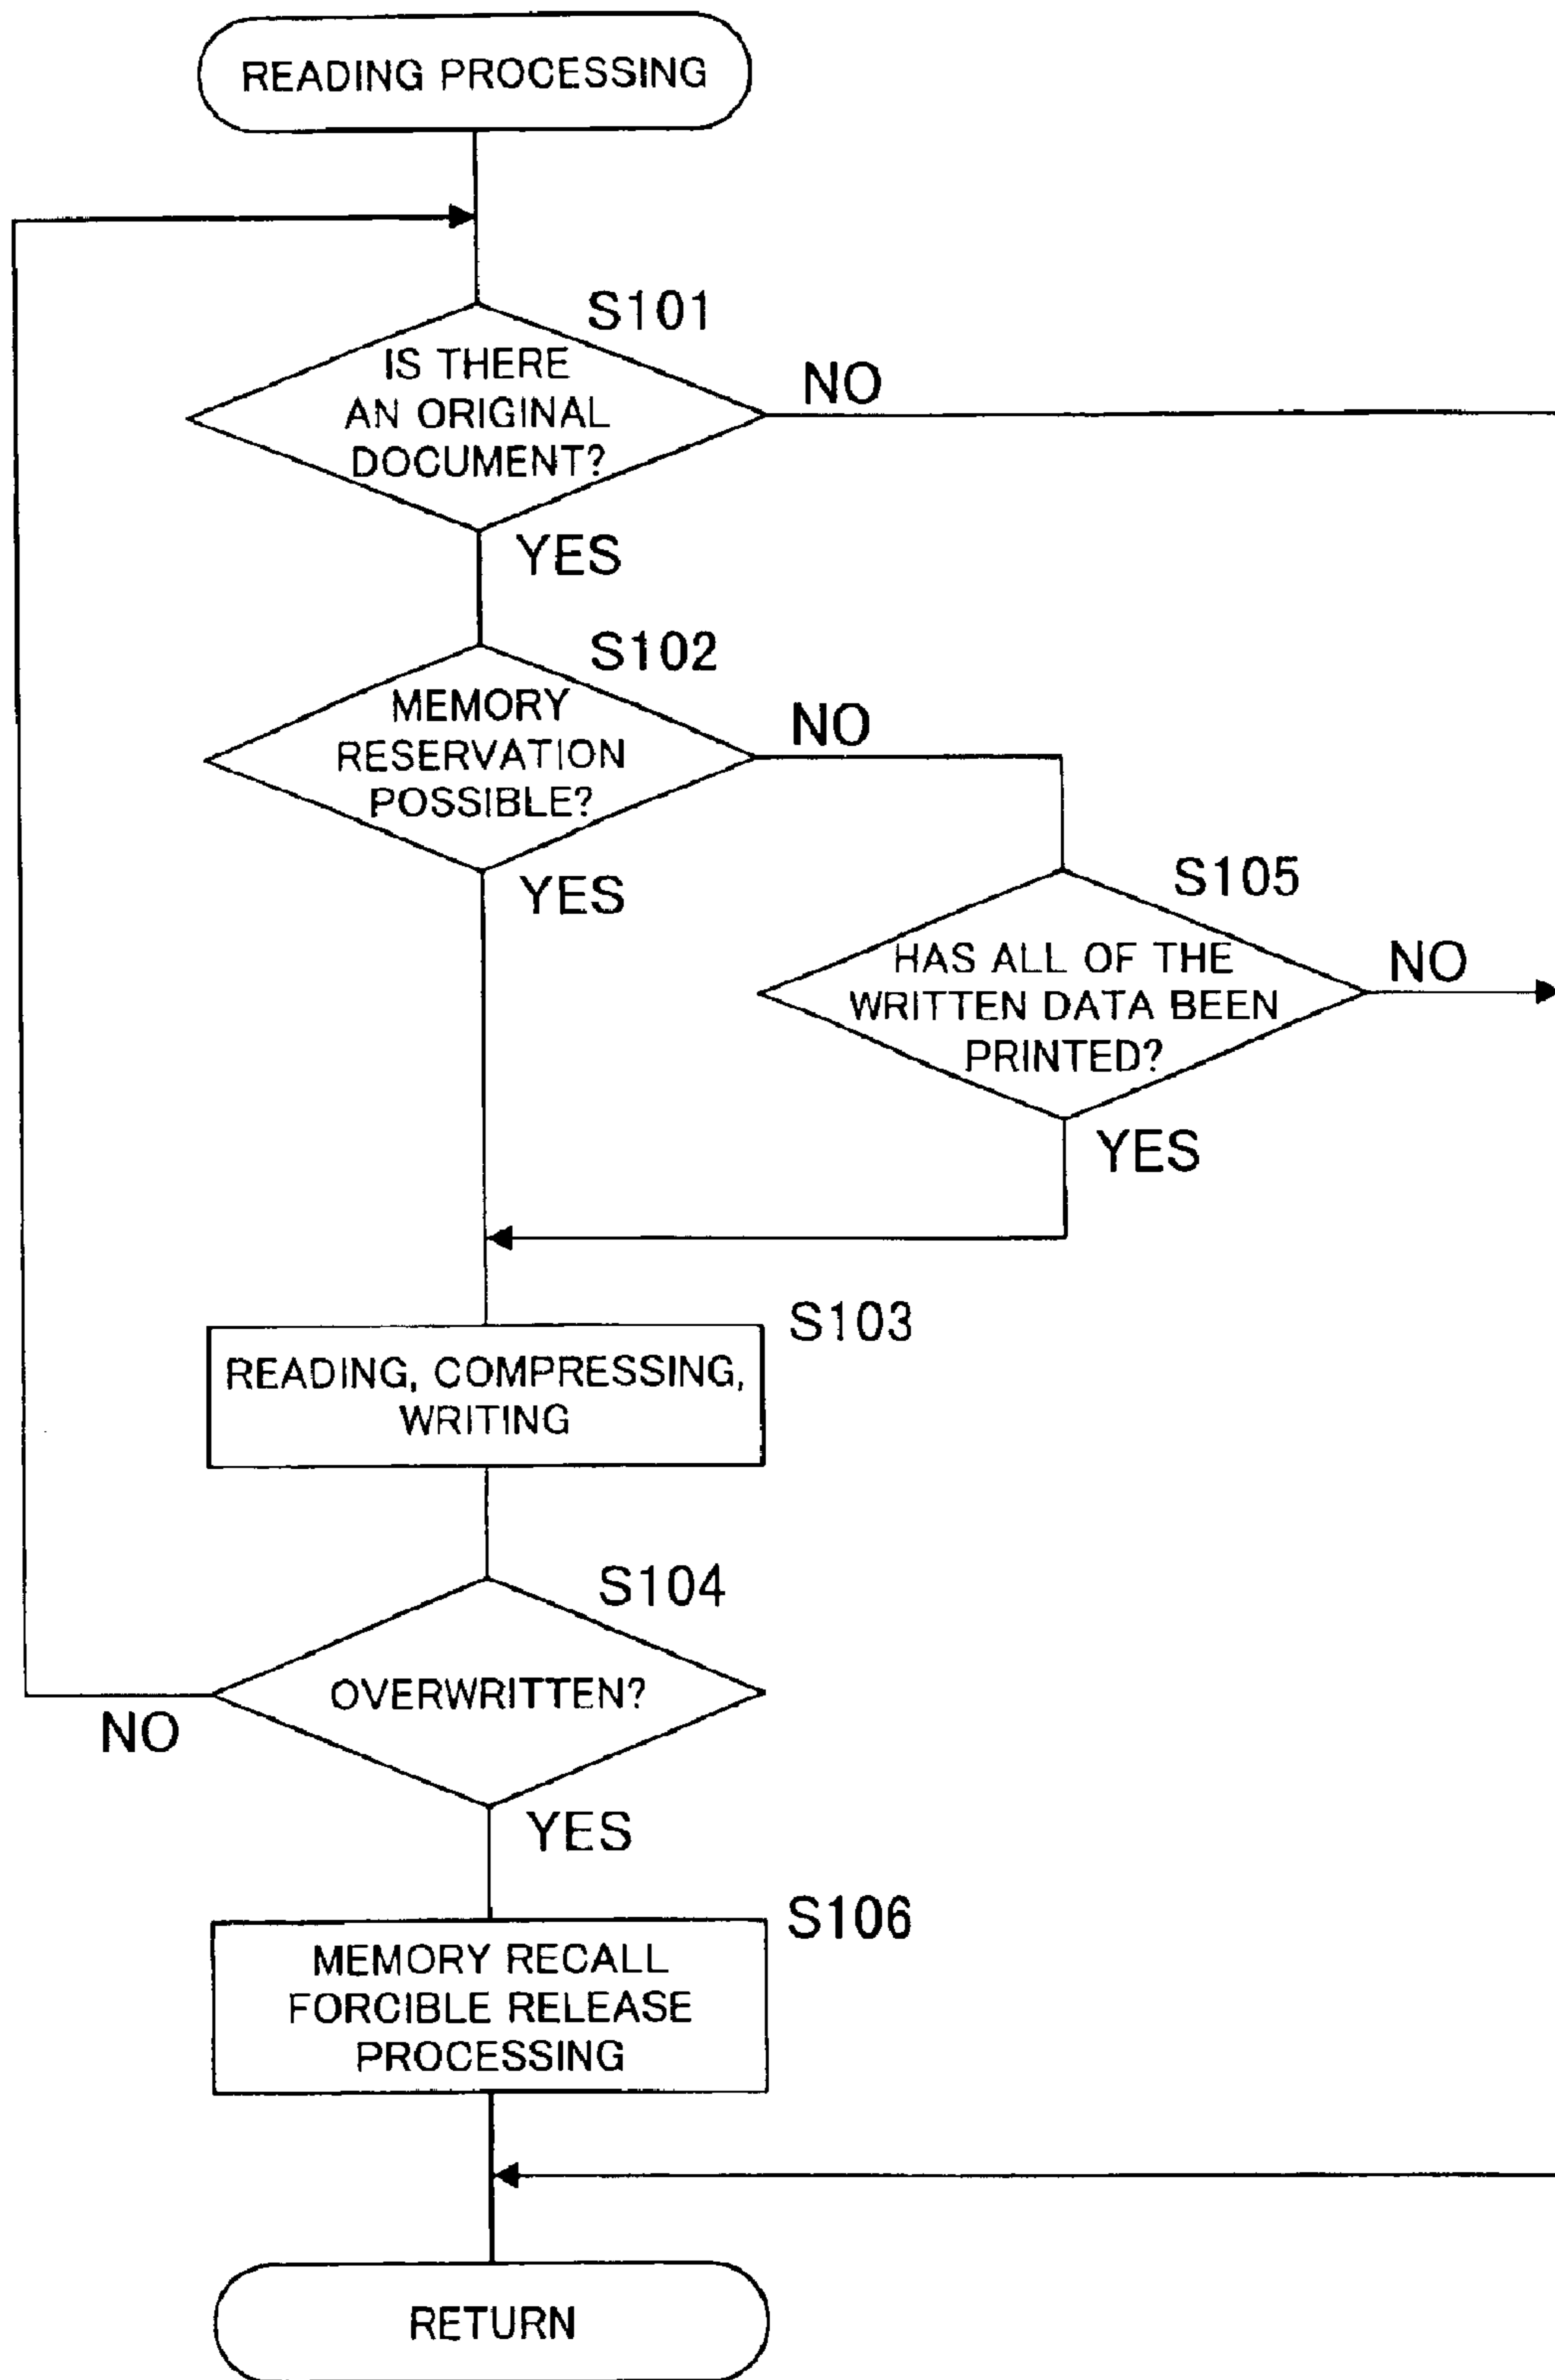 READING PROCESSING
S101
IS THERE
AN ORIGINAL
DOCUMENT?
NO
YES
S102
MEMORY
RESERVATION
POSSIBLE?
NO
YES
S105
HAS ALL OF THE
WRITTEN DATA BEEN
PRINTED?
NO
YES
S103
READING, COMPRESSING,
WRITING
S104
OVERWRITTEN?
NO
YES
S106
MEMORY RECALL
FORCIBLE RELEASE
PROCESSING
RETURN